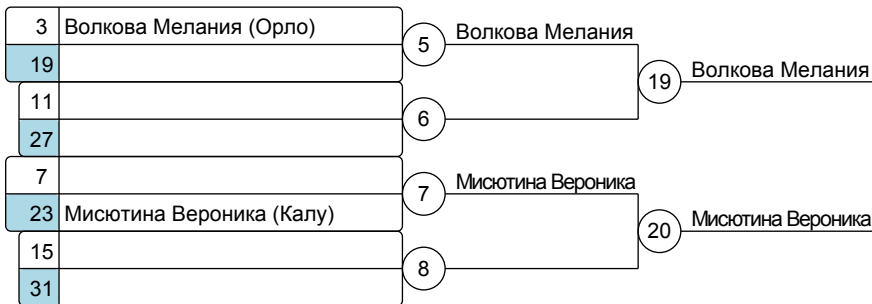 3 Волкова Мелания (Орло)
5 Волкова Мелания
19
19 Волкова Мелания
11
6
27
7
7 Мисютина Вероника
23 Мисютина Вероника (Калу)
20 Мисютина Вероника
15
8
31